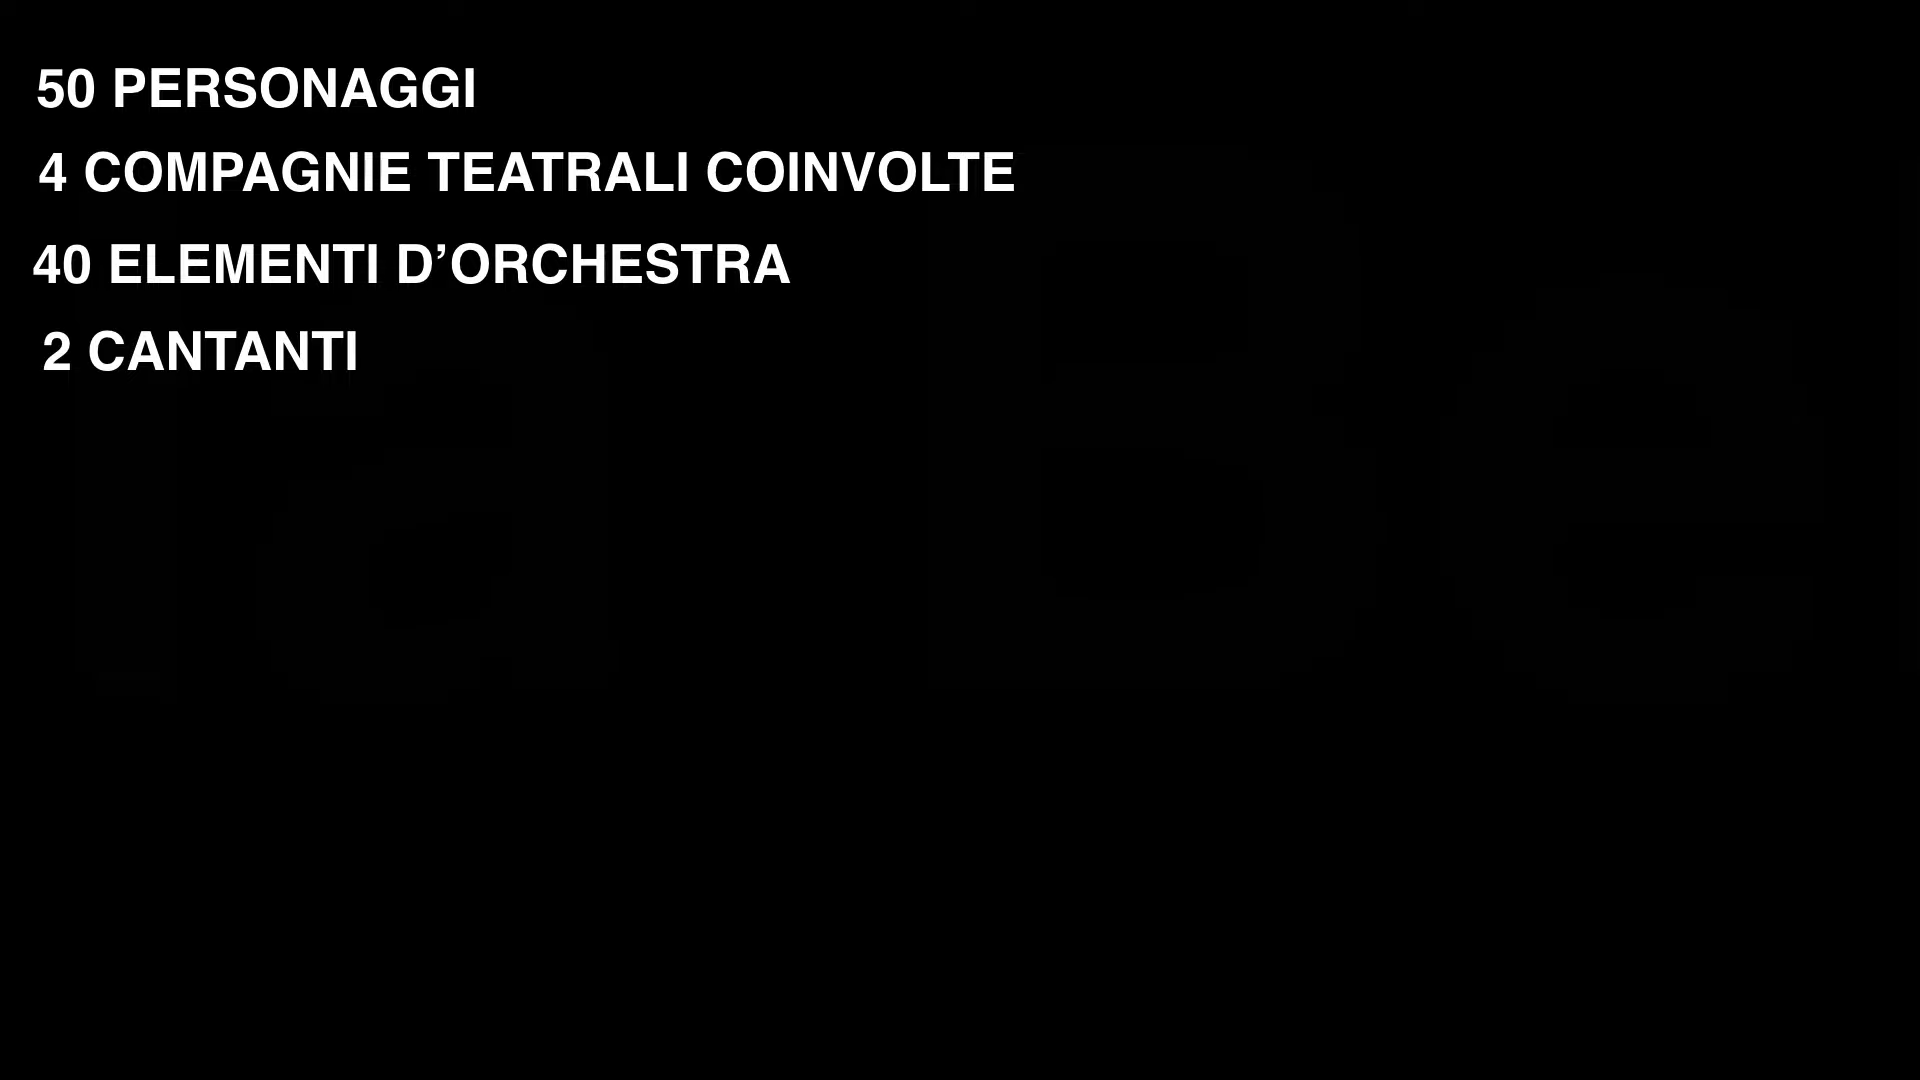 50 PERSONAGGI
4 COMPAGNIE TEATRALI COINVOLTE
40 ELEMENTI D’ORCHESTRA
2 CANTANTI